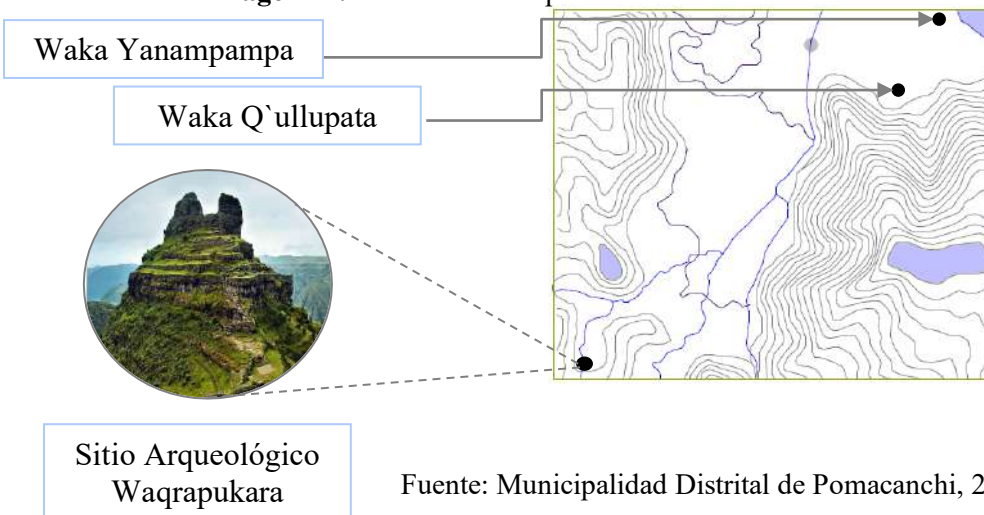 Waka Yanampampa
Waka Q`ullupata
Sitio Arqueológico
Waqrapukara
Fuente: Municipalidad Distrital de Pomacanchi, 2